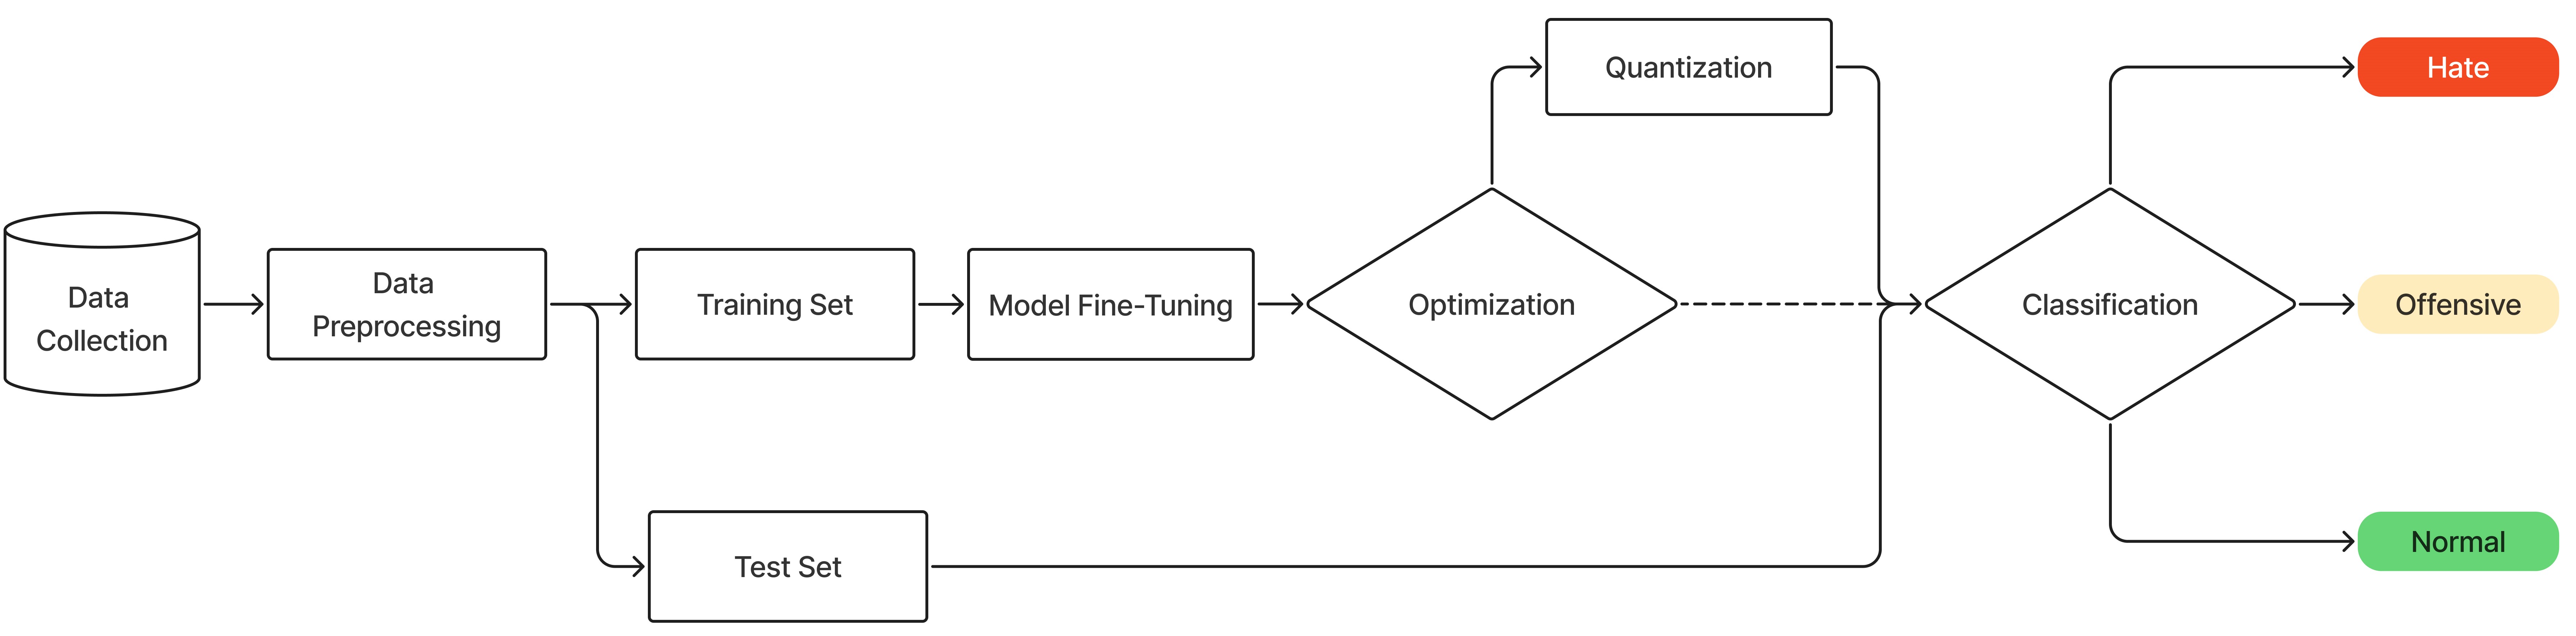 Data
Collection
Data
Preprocessing
Training Set
Model Fine-Tuning
Test Set
Optimization
Quantization
Classification
Hate
Offensive
Normal